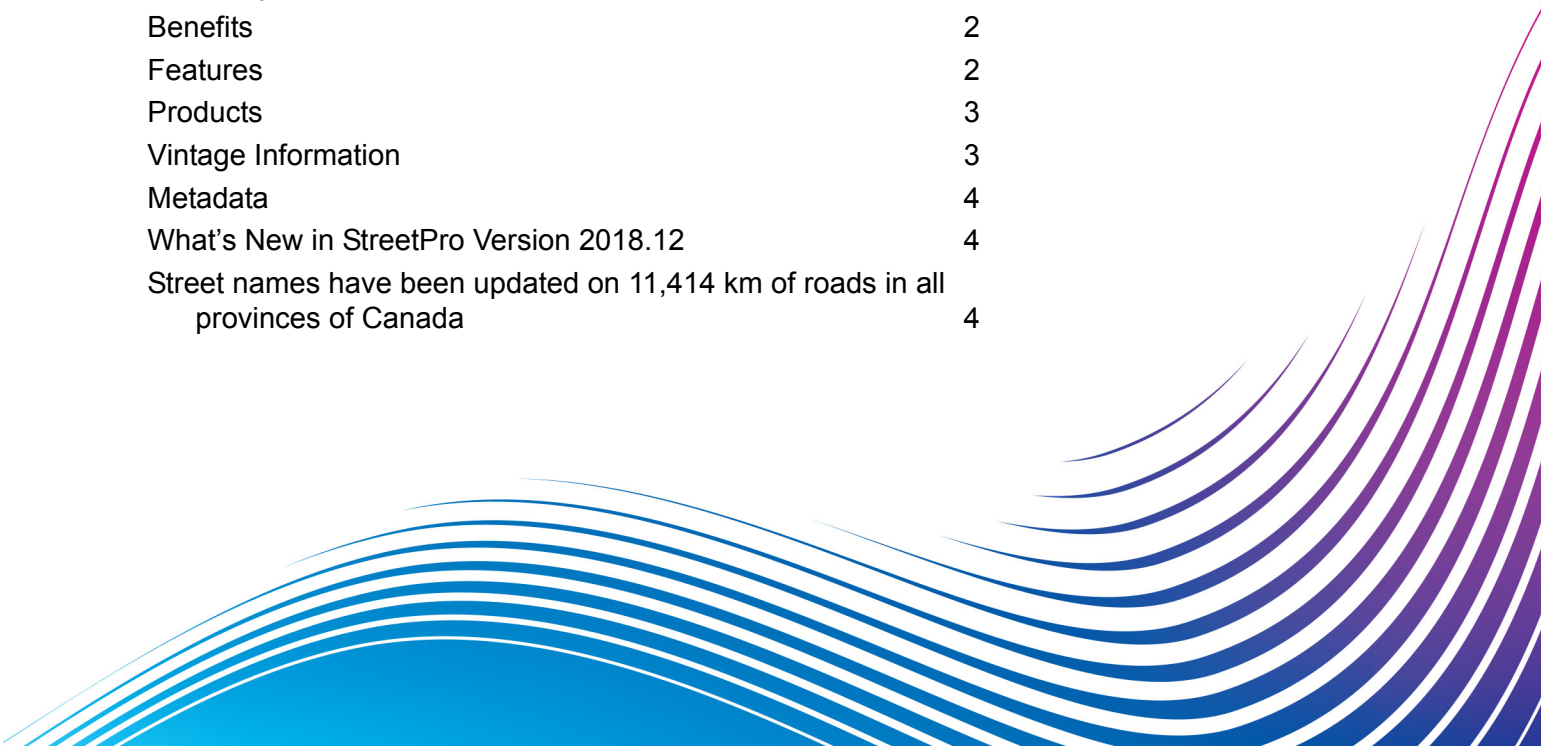 Benefits 2
Features 2
Products 3
Vintage Information 3
Metadata 4
What's New in StreetPro Version 2018.12 4
Street names have been updated on 11,414 km of roads in all
provinces of Canada 4